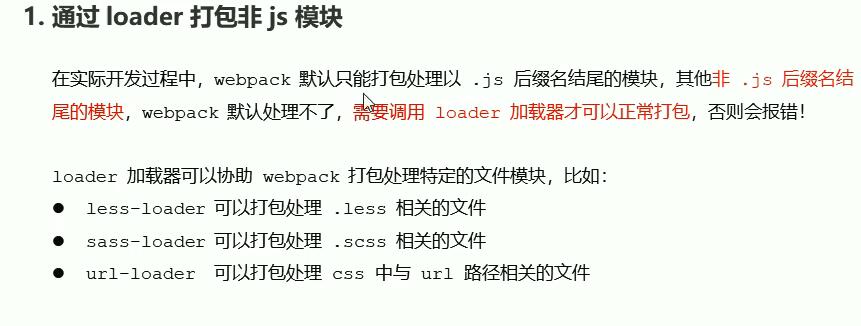 1. 通过 loader 打包非 js 模块
在实际开发过程中，webpack 默认只能打包处理以 .js 后缀名结尾的模块，其他非 .js 后缀名结
尾的模块，webpack 默认处理不了，需要调用 loader 加载器才可以正常打包，否则会报错！
loader 加载器可以协助 webpack 打包处理特定的文件模块，比如：
● less-loader 可以打包处理 .less 相关的文件
● sass-loader 可以打包处理 .scss 相关的文件
● url-loader 可以打包处理 css 中与 url 路径相关的文件